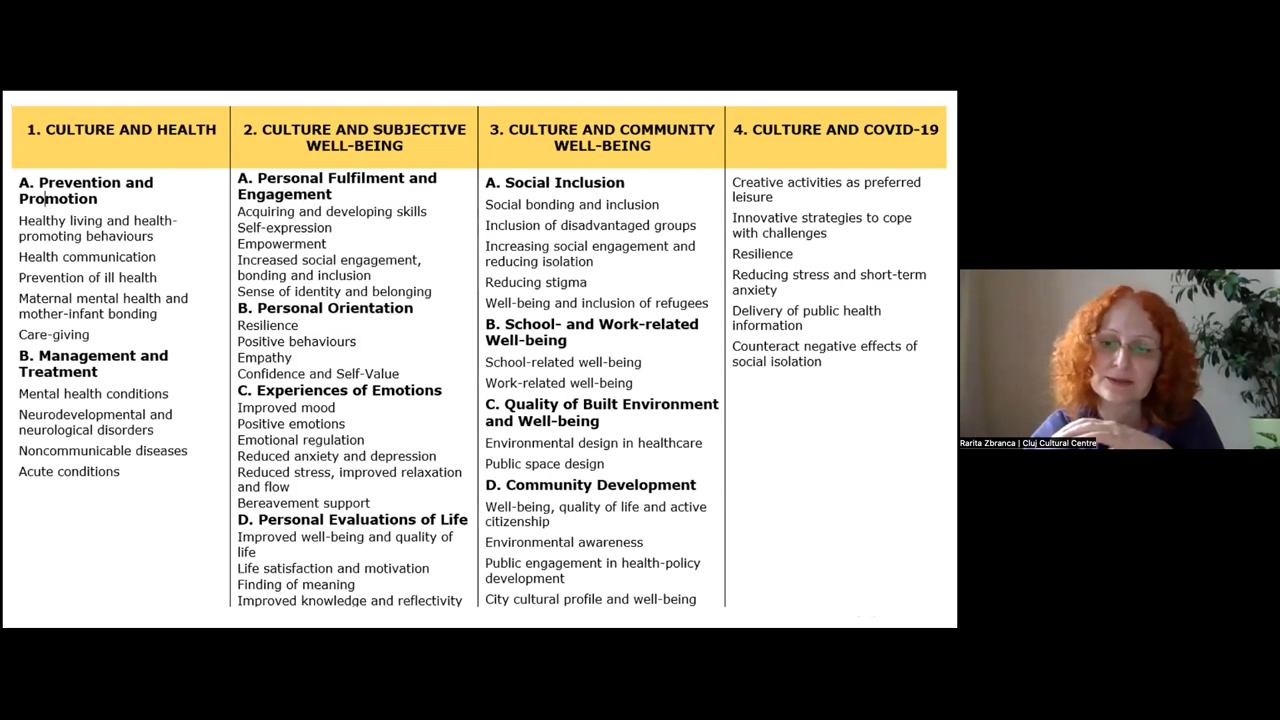 1. CULTURE AND HEALTH
A. Prevention and
Promotion
Healthy living and health-
promoting behaviours
Health communication
Prevention of ill health
Maternal mental health and
mother-infant bonding
Care-giving
B. Management and
Treatment
Mental health conditions
Neurodevelopmental and
neurological disorders
Noncommunicable diseases
Acute conditions
2. CULTURE AND SUBJECTIVE
WELL-BEING
A. Personal Fulfilment and
Engagement
Acquiring and developing skills
Self-expression
Empowerment
Increased social engagement,
bonding and inclusion
Sense of identity and belonging
B. Personal Orientation
Resilience
Positive behaviours
Empathy
Confidence and Self-Value
C. Experiences of Emotions
Improved mood
Positive emotions
Emotional regulation
Reduced anxiety and depression
Reduced stress, improved relaxation
and flow
Bereavement support
D. Personal Evaluations of Life
Improved well-being and quality of
life
Life satisfaction and motivation
Finding of meaning
Improved knowledge and reflectivity
3. CULTURE AND COMMUNITY
WELL-BEING
A. Social Inclusion
Social bonding and inclusion
Inclusion of disadvantaged groups
Increasing social engagement and
reducing isolation
Reducing stigma
Well-being and inclusion of refugees
B. School- and Work-related
Well-being
School-related well-being
Work-related well-being
C. Quality of Built Environment
and Well-being
Environmental design in healthcare
Public space design
D. Community Development
Well-being, quality of life and active
citizenship
Environmental awareness
Public engagement in health-policy
development
City cultural profile and well-being
4. CULTURE AND COVID-19
Creative activities as preferred
leisure
Innovative strategies to cope
with challenges
Resilience
Reducing stress and short-term
anxiety
Delivery of public health
information
Counteract negative effects of
social isolation
Rarita Zbranca | Cluj Cultural Centre